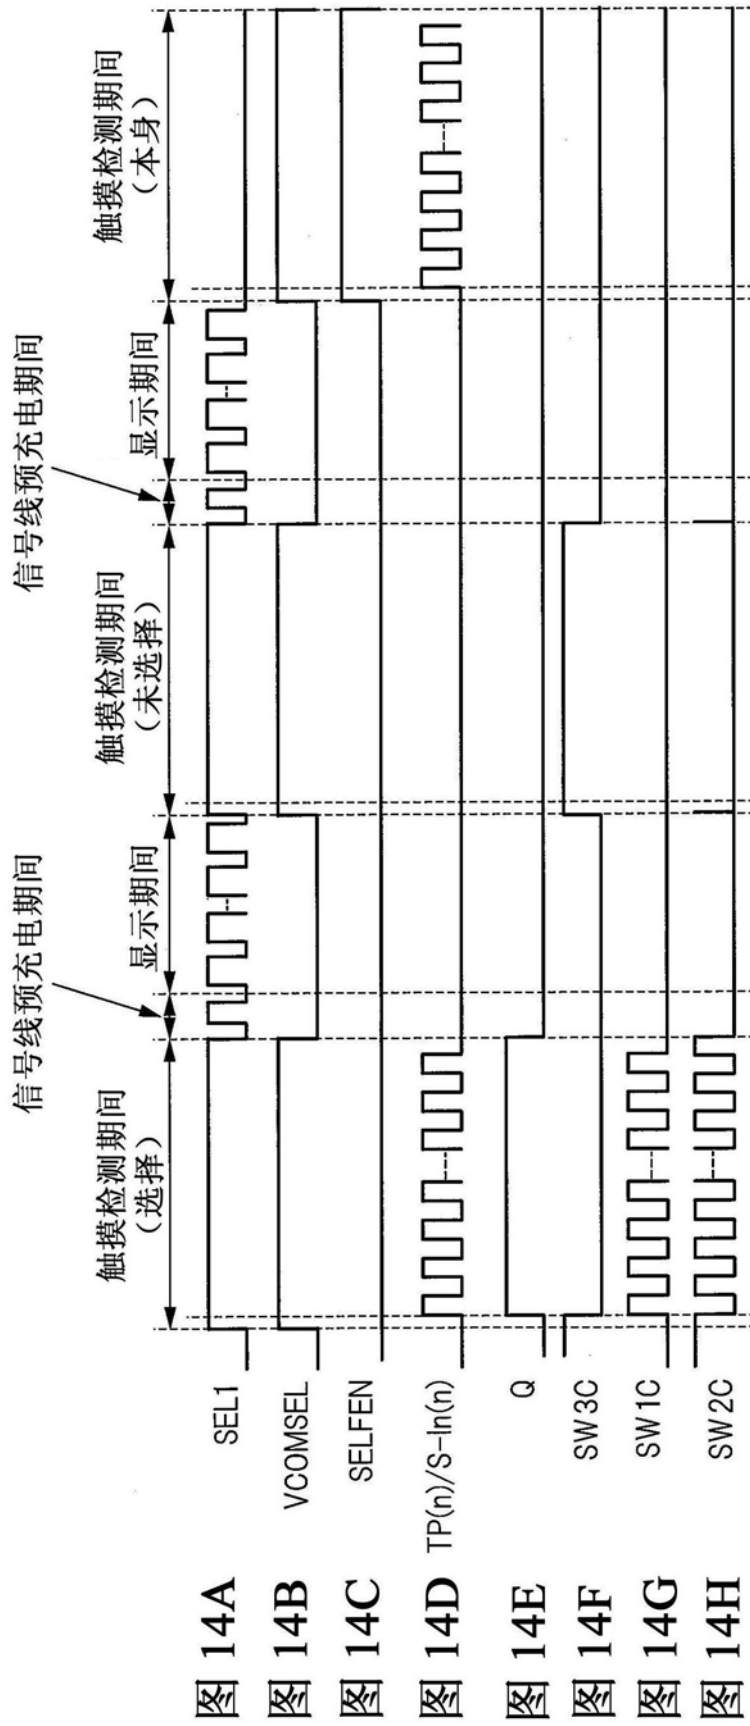 触摸检测期间
（选择）
信号线预充电期间
显示期间
触摸检测期间
（未选择）
信号线预充电期间
显示期间
触摸检测期间
（本身）
图 14A SEL1
图 14B VCOMSEL
图 14C SELFEN
图 14D TP(n)/S-In(n)
图 14E Q
图 14F SW3C
图 14G SW1C
图 14H SW2C